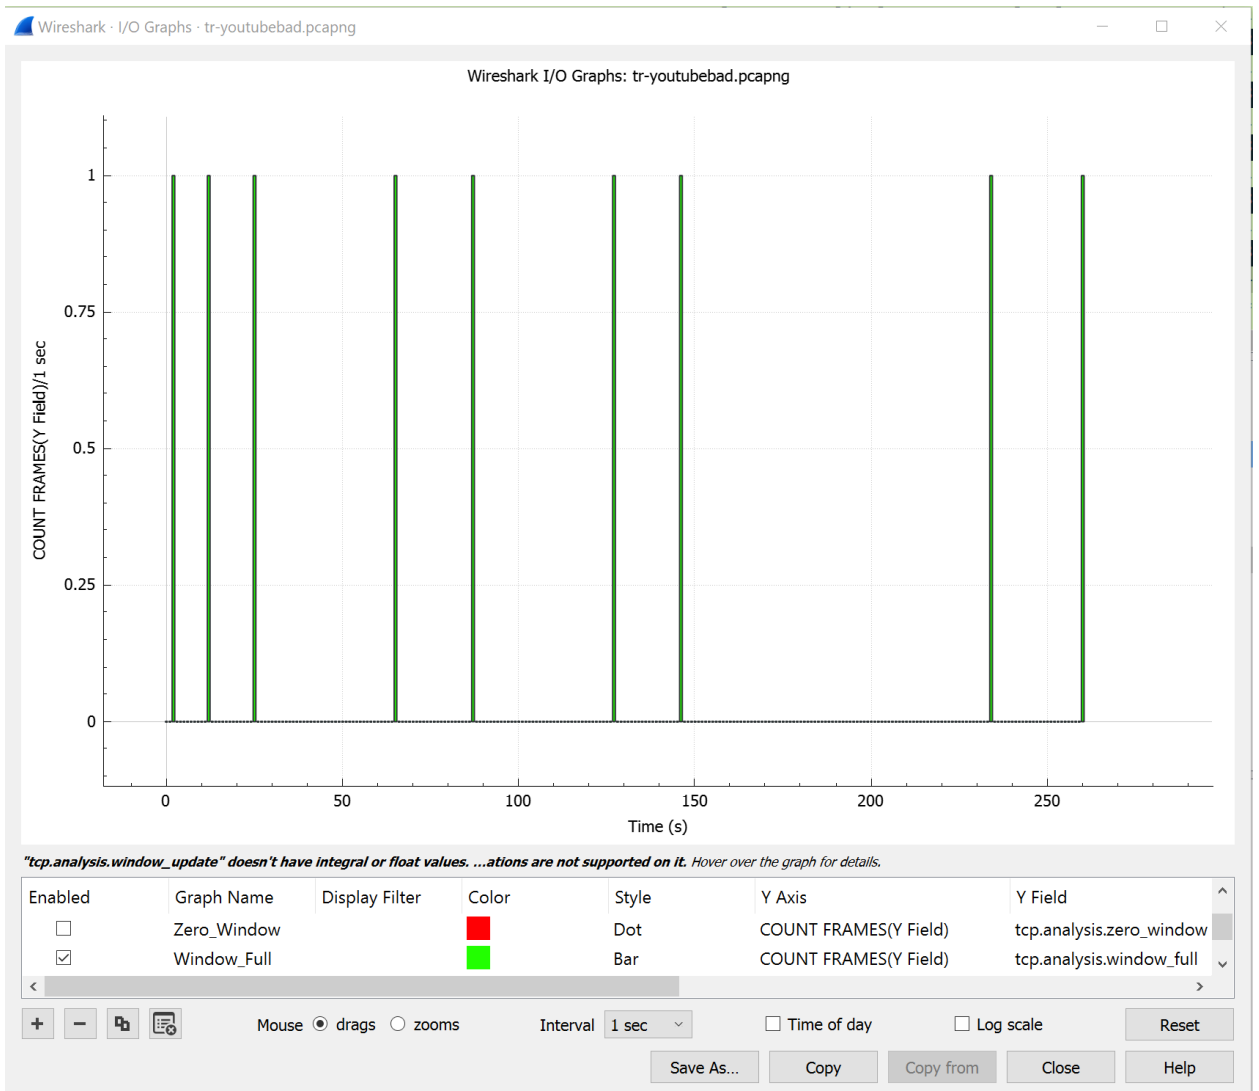 Wireshark · I/O Graphs · tr-youtubebad.pcapng
Wireshark I/O Graphs: tr-youtubebad.pcapng
COUNT FRAMES(Y Field)/1 sec
1
0.75
0.5
0.25
0
0 50 100 150 200 250
Time (s)
"tcp.analysis.window_update" doesn't have integral or float values. ...ations are not supported on it. Hover over the graph for details.
Enabled Graph Name Display Filter Color Style Y Axis Y Field
Zero_Window Dot COUNT FRAMES(Y Field) tcp.analysis.zero_window
Window_Full Bar COUNT FRAMES(Y Field) tcp.analysis.window_full
Mouse drags zooms Interval 1 sec Time of day Log scale Reset
Save As... Copy Copy from Close Help